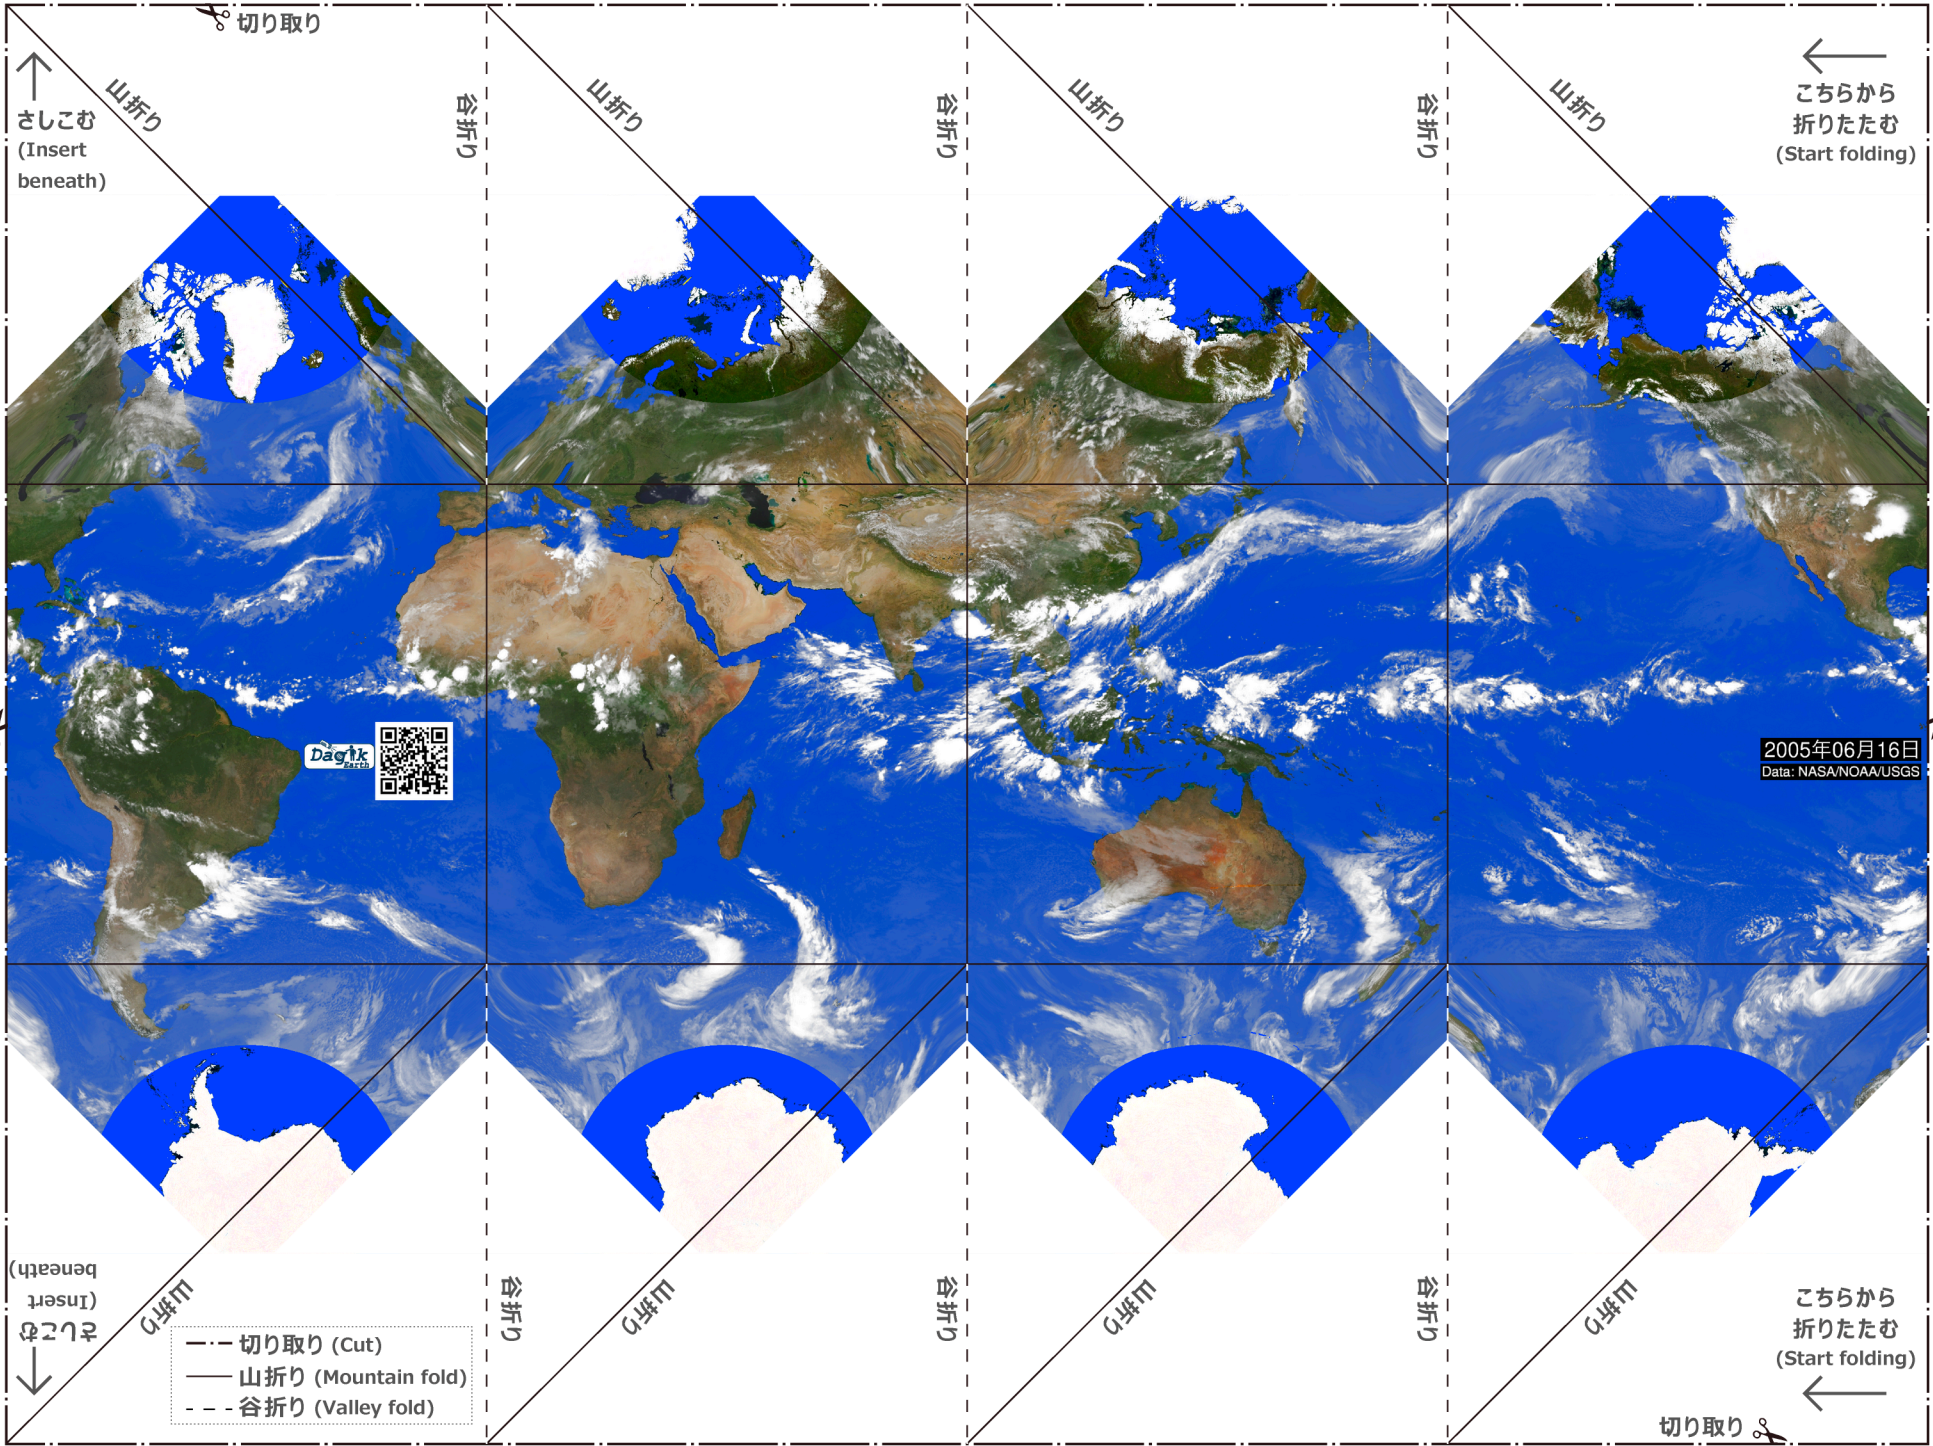 切り取り
山折り
谷折り
山折り
谷折り
山折り
谷折り
山折り
さしこむ
(Insert
beneath)
こちらから
折りたたむ
(Start folding)
Dagik
Earth
2005年06月16日
Data: NASA/NOAA/USGS
さしこむ
(Insert
beneath)
山折り
谷折り
山折り
谷折り
山折り
谷折り
山折り
こちらから
折りたたむ
(Start folding)
切り取り (Cut)
山折り (Mountain fold)
谷折り (Valley fold)
切り取り